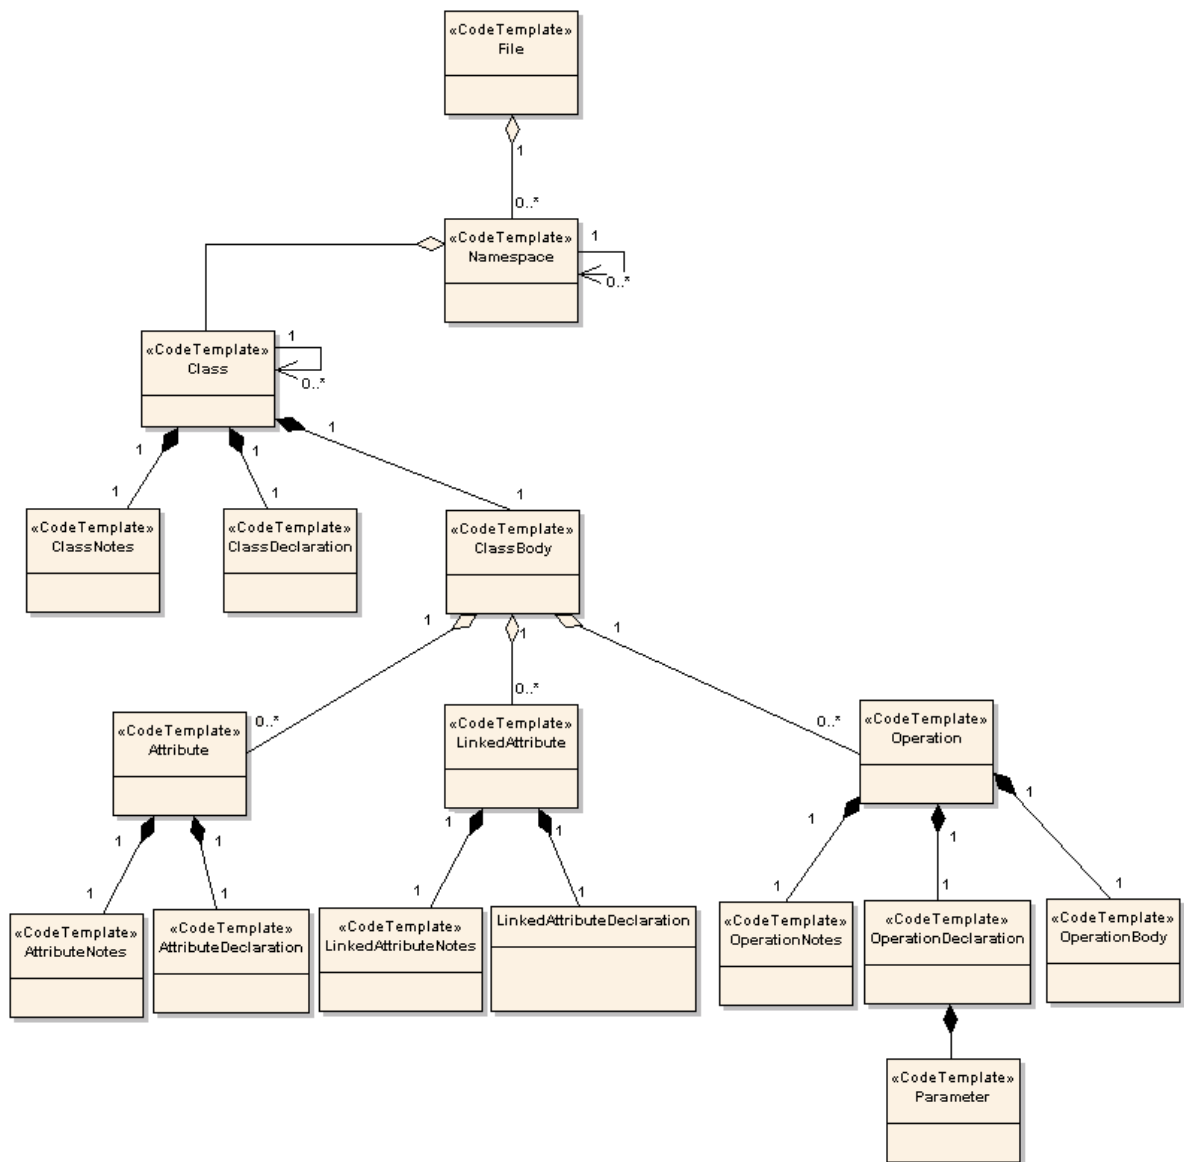 «CodeTemplate»
File
1
0..*
«CodeTemplate»
Namespace
1
0..*
«CodeTemplate»
Class
1
0..*
1
1
1
1
1
1
«CodeTemplate»
ClassNotes
«CodeTemplate»
ClassDeclaration
«CodeTemplate»
ClassBody
1
1
1
0..*
0..*
0..*
«CodeTemplate»
Attribute
«CodeTemplate»
LinkedAttribute
«CodeTemplate»
Operation
1
1
1
1
1
1
1
1
1
1
1
1
1
1
«CodeTemplate»
AttributeNotes
«CodeTemplate»
AttributeDeclaration
«CodeTemplate»
LinkedAttributeNotes
LinkedAttributeDeclaration
«CodeTemplate»
OperationNotes
«CodeTemplate»
OperationDeclaration
«CodeTemplate»
OperationBody
«CodeTemplate»
Parameter